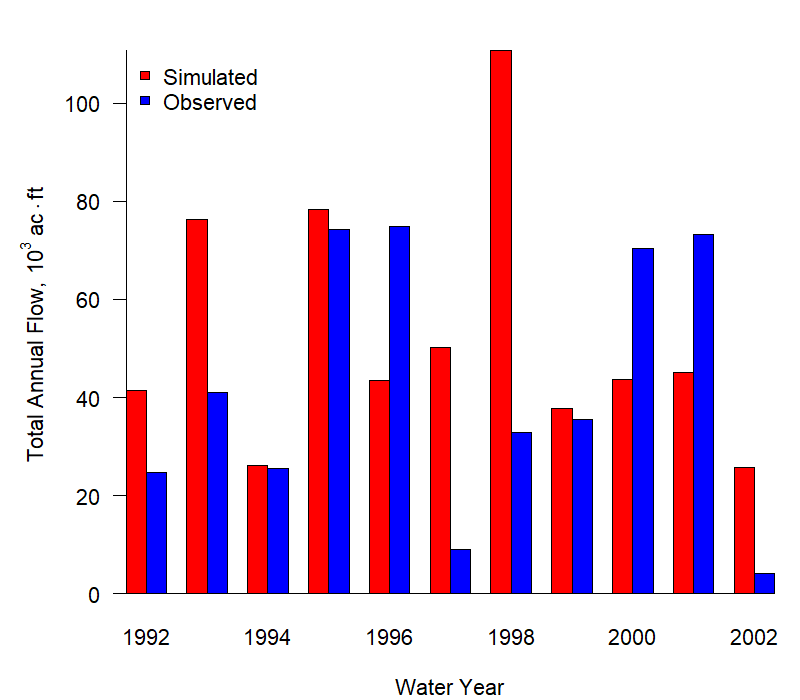 Simulated
Observed
Total Annual Flow, 10³ ac·ft
100
80
60
40
20
0
1992 1994 1996 1998 2000 2002
Water Year